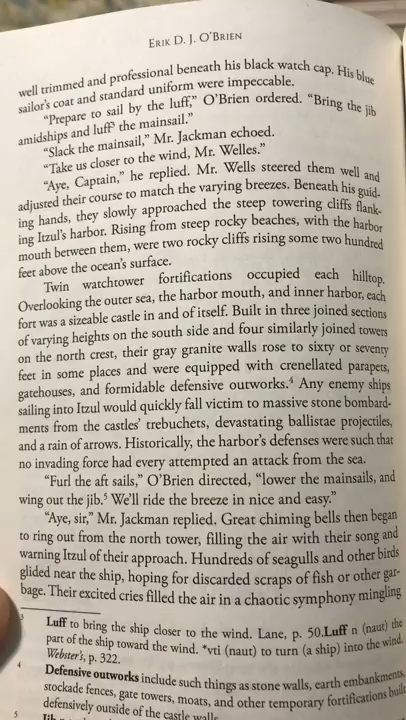 ERIK D. J. O'BRIEN
well trimmed and professional beneath his black watch cap. His blue
sailor's coat and standard uniform were impeccable.
"Prepare to sail by the luff," O'Brien ordered. "Bring the jib
amidships and luff³ the mainsail."
"Slack the mainsail," Mr. Jackman echoed.
"Take us closer to the wind, Mr. Welles."
"Aye, Captain," he replied. Mr. Wells steered them well and
adjusted their course to match the varying breezes. Beneath his guid-
ing hands, they slowly approached the steep towering cliffs flank-
ing Itzul's harbor. Rising from steep rocky beaches, with the harbor
mouth between them, were two rocky cliffs rising some two hundred
feet above the ocean's surface.
Twin watchtower fortifications occupied each hilltop.
Overlooking the outer sea, the harbor mouth, and inner harbor, each
fort was a sizeable castle in and of itself. Built in three joined sections
of varying heights on the south side and four similarly joined towers
on the north crest, their gray granite walls rose to sixty or seventy
feet in some places and were equipped with crenellated parapets,
gatehouses, and formidable defensive outworks.⁴ Any enemy ships
sailing into Itzul would quickly fall victim to massive stone bombard-
ments from the castles' trebuchets, devastating ballistae projectiles,
and a rain of arrows. Historically, the harbor's defenses were such that
no invading force had every attempted an attack from the sea.
"Furl the aft sails," O'Brien directed, "lower the mainsails, and
wing out the jib.⁵ We'll ride the breeze in nice and easy."
"Aye, sir," Mr. Jackman replied. Great chiming bells then began
to ring out from the north tower, filling the air with their song and
warning Itzul of their approach. Hundreds of seagulls and other birds
glided near the ship, hoping for discarded scraps of fish or other gar-
bage. Their excited cries filled the air in a chaotic symphony mingling
3 Luff to bring the ship closer to the wind. Lane, p. 50.Luff n (naut) the
part of the ship toward the wind. *vti (naut) to turn (a ship) into the wind.
Webster's, p. 322.
4 Defensive outworks include such things as stone walls, earth embankments,
stockade fences, gate towers, moats, and other temporary fortifications built
defensively outside of the castle walls.
5 Jib